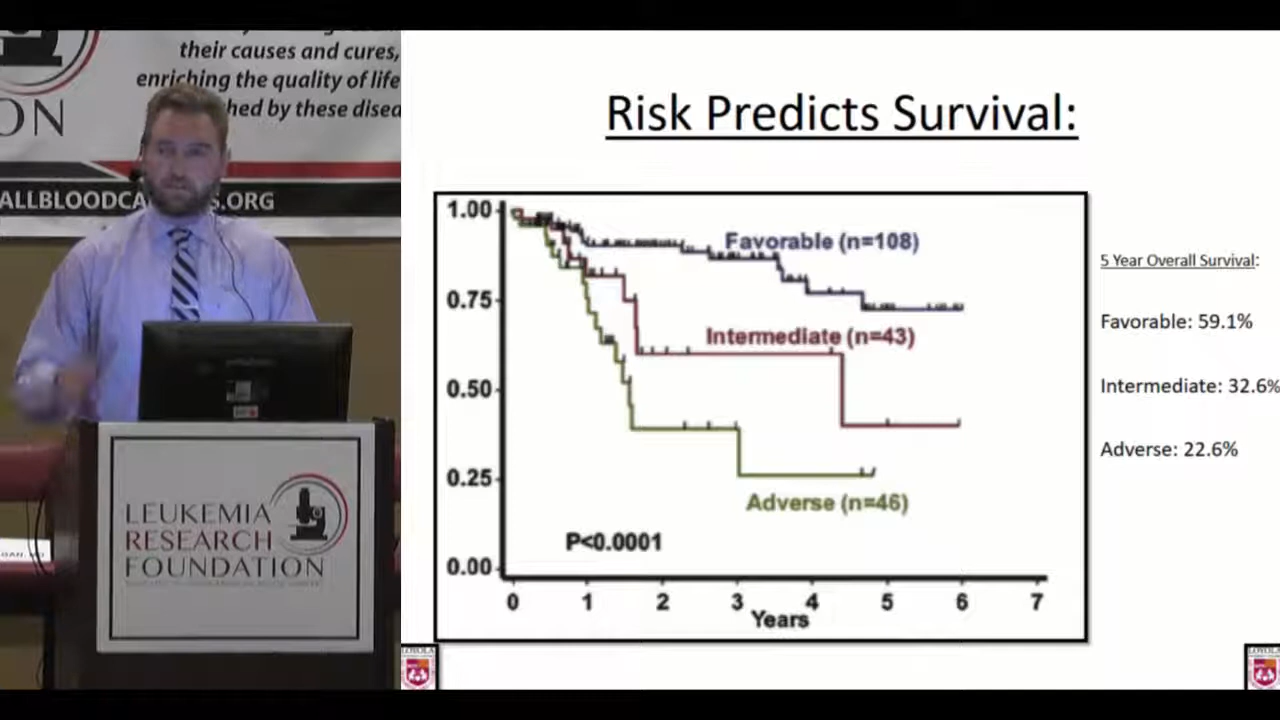 their causes and cures,
enriching the quality of life
hed by these disea
ON
ALLBLOODCA S.ORG
LEUKEMIA
RESEARCH
FOUNDATION
Risk Predicts Survival:
1.00
0.75
0.50
0.25
0.00
Favorable (n=108)
Intermediate (n=43)
Adverse (n=46)
P<0.0001
0 1 2 3 4 5 6 7
Years
5 Year Overall Survival:
Favorable: 59.1%
Intermediate: 32.6%
Adverse: 22.6%
LOYOLA
LOYOLA